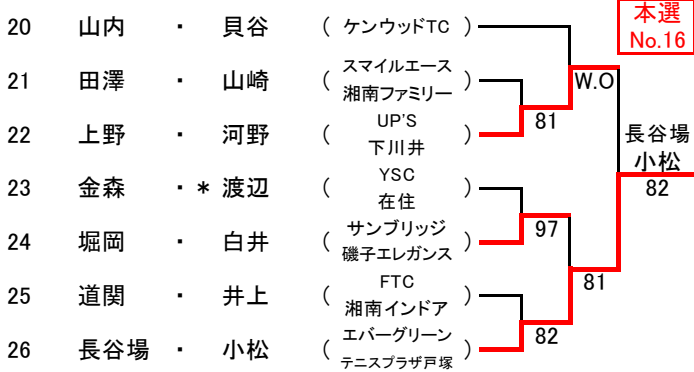 本選
No.16
20 山内 ・ 貝谷 ( ケンウッドTC )
21 田澤 ・ 山崎 ( スマイルエース
湘南ファミリー )
W.O
22 上野 ・ 河野 ( UP'S
下川井 )
81
長谷場
小松
82
23 金森 ・ * 渡辺 ( YSC
在住 )
24 堀岡 ・ 白井 ( サンブリッジ
磯子エレガンス )
97
81
25 道関 ・ 井上 ( FTC
湘南インドア )
26 長谷場 ・ 小松 ( エバーグリーン
テニスプラザ戸塚 )
82